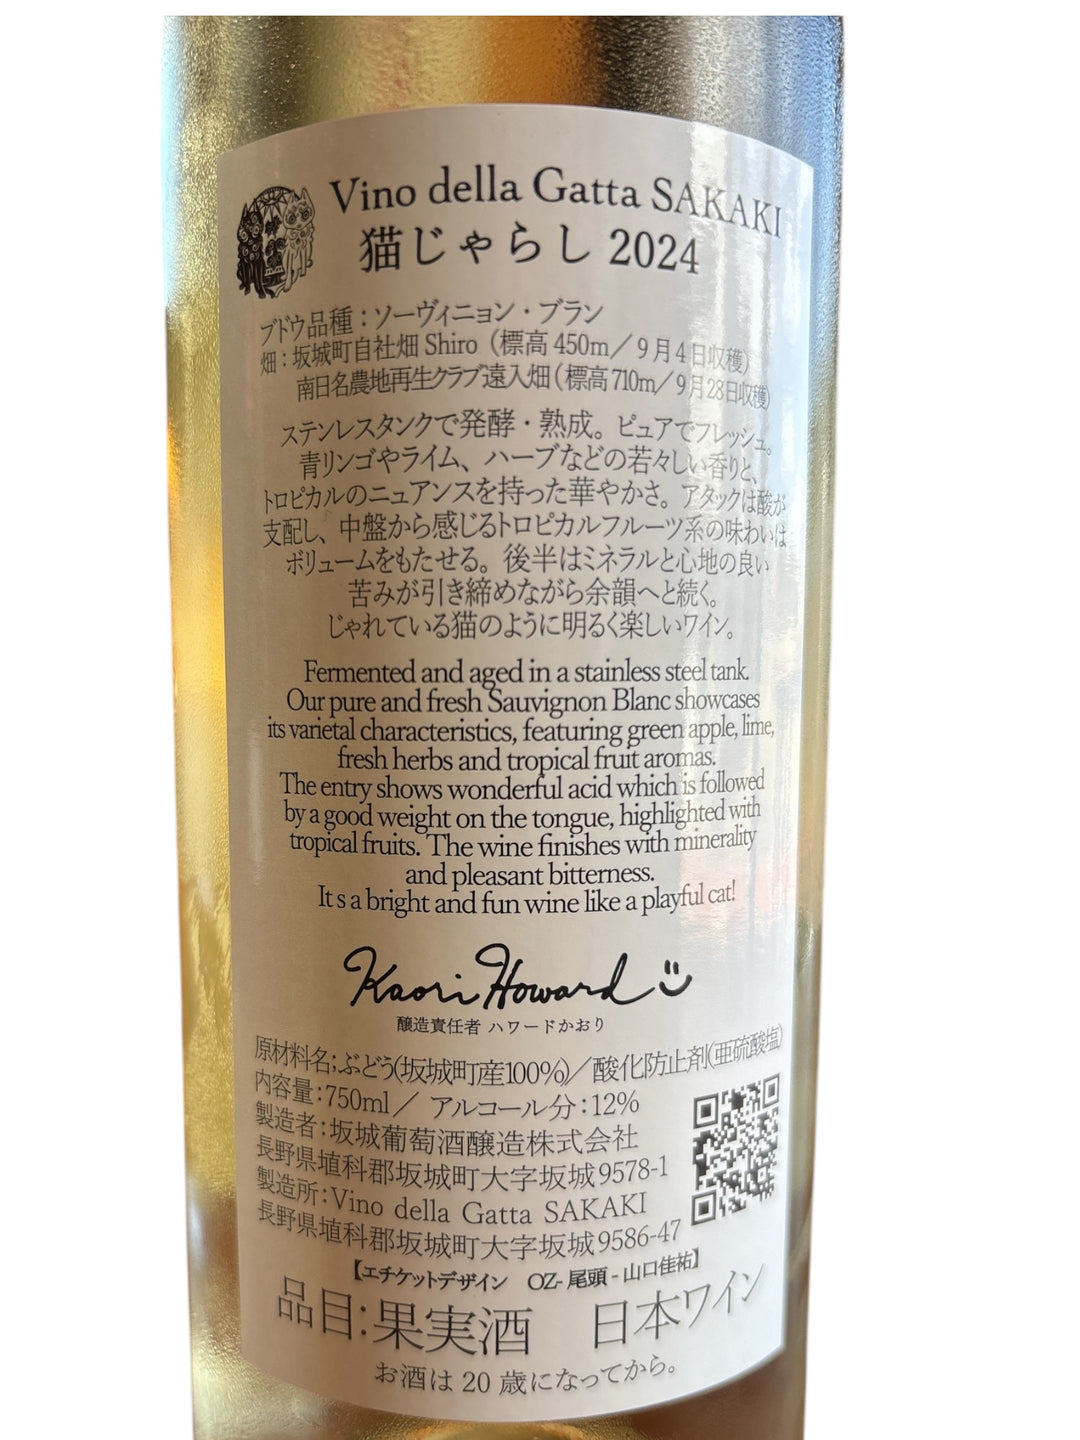 Vino della Gatta SAKAKI
猫じゃらし 2024
ブドウ品種：ソーヴィニョン・ブラン
畑：坂城町自社畑 Shiro（標高 450m／9月4日収穫）
南日名農地再生クラブ遠入畑（標高 710m／9月28日収穫）
ステンレスタンクで発酵・熟成。ピュアでフレッシュ。
青リンゴやライム、ハーブなどの若々しい香りと、
トロピカルのニュアンスを持った華やかさ。アタックは酸が
支配し、中盤から感じるトロピカルフルーツ系の味わいは
ボリュームをもたせる。後半はミネラルと心地の良い
苦みが引き締めながら余韻へと続く。
じゃれている猫のように明るく楽しいワイン。
Fermented and aged in a stainless steel tank.
Our pure and fresh Sauvignon Blanc showcases
its varietal characteristics, featuring green apple, lime,
fresh herbs and tropical fruit aromas.
The entry shows wonderful acid which is followed
by a good weight on the tongue, highlighted with
tropical fruits. The wine finishes with minerality
and pleasant bitterness.
It s a bright and fun wine like a playful cat!
Kaori Howard
醸造責任者 ハワードかおり
原材料名；ぶどう（坂城町産100%）／酸化防止剤（亜硫酸塩）
内容量：750ml／ アルコール分：12%
製造者：坂城葡萄酒醸造株式会社
長野県埴科郡坂城町大字坂城9578-1
製造所：Vino della Gatta SAKAKI
長野県埴科郡坂城町大字坂城9586-47
【エチケットデザイン OZ-尾頭-山口佳祐】
品目：果実酒 日本ワイン
お酒は 20 歳になってから。